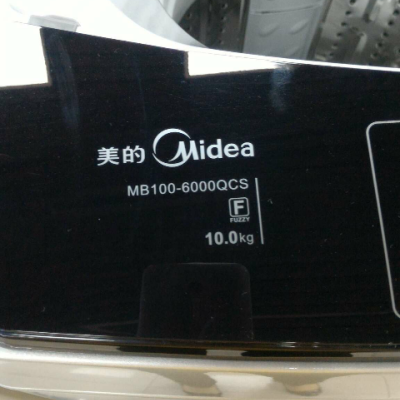 美的 Midea
MB100-6000QCS
F
FUZZY
10.0kg